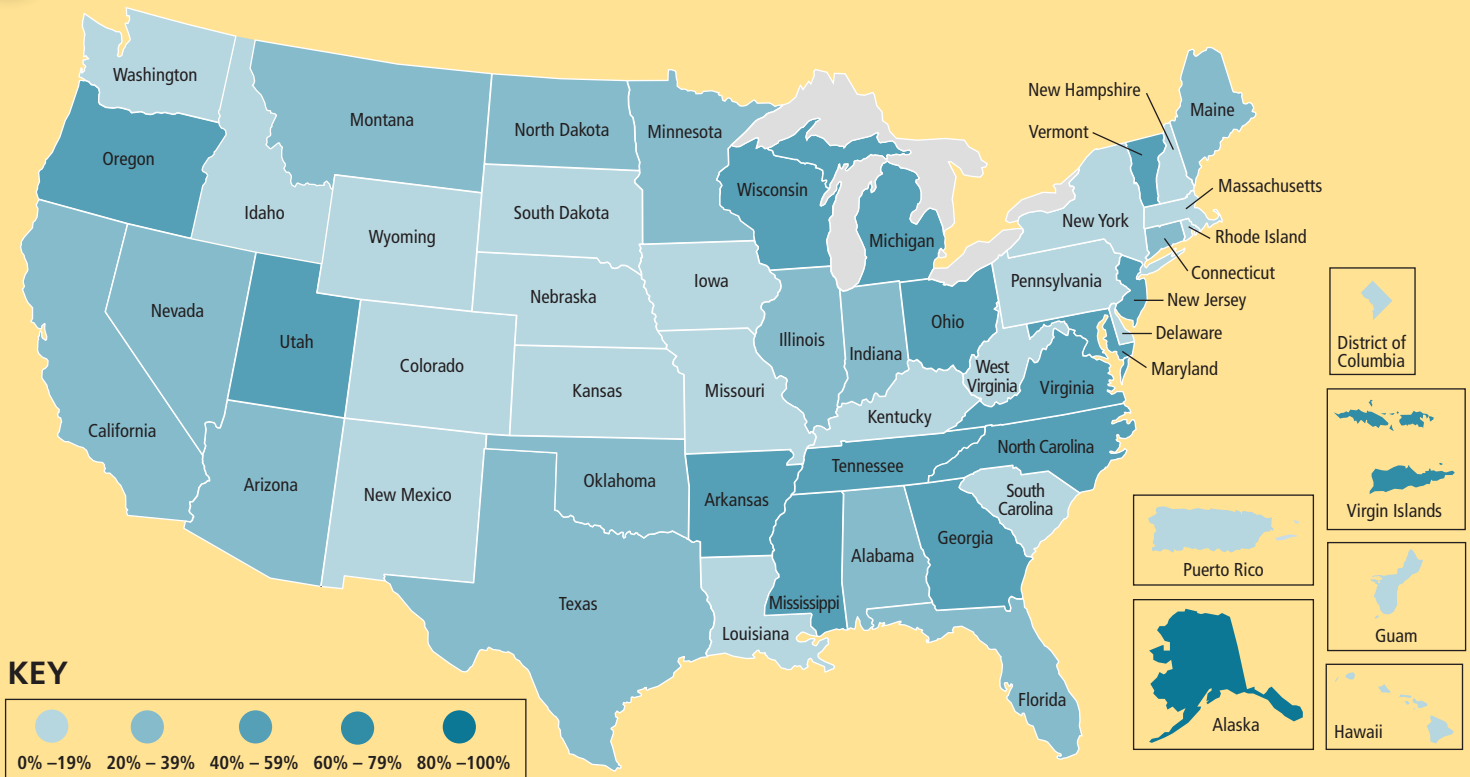 Washington
Oregon
Idaho
Montana
North Dakota
Minnesota
South Dakota
Wyoming
Wisconsin
Michigan
New Hampshire
Vermont
Maine
Massachusetts
New York
Rhode Island
Connecticut
Pennsylvania
New Jersey
Delaware
Maryland
California
Nevada
Utah
Colorado
Nebraska
Iowa
Kansas
Missouri
Illinois
Indiana
Ohio
West
Virginia
Virginia
Kentucky
Arizona
New Mexico
Oklahoma
Arkansas
Tennessee
North Carolina
South
Carolina
Texas
Louisiana
Mississippi
Alabama
Georgia
Florida
District of
Columbia
Virgin Islands
Puerto Rico
Guam
Alaska
Hawaii
KEY
0% –19%
20% – 39%
40% – 59%
60% – 79%
80% –100%